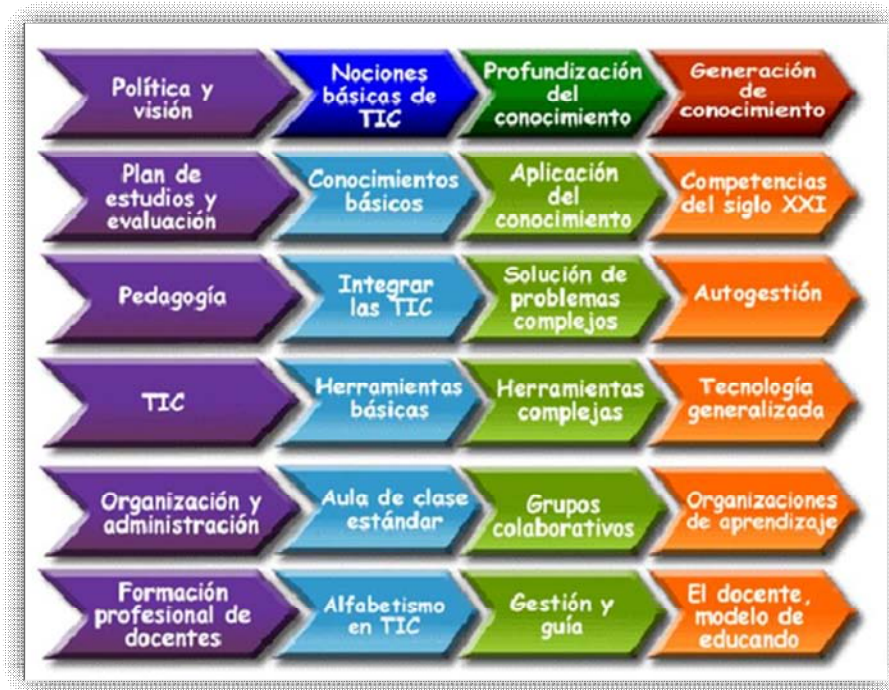 Política y
visión
Nociones
básicas de
TIC
Profundización
del
conocimiento
Generación
de
conocimiento
Plan de
estudios y
evaluación
Conocimientos
básicos
Aplicación
del
conocimiento
Competencias
del siglo XXI
Pedagogía
Integrar
las TIC
Solución de
problemas
complejos
Autogestión
TIC
Herramientas
básicas
Herramientas
complejas
Tecnología
generalizada
Organización y
administración
Aula de clase
estándar
Grupos
colaborativos
Organizaciones
de aprendizaje
Formación
profesional de
docentes
Alfabetismo
en TIC
Gestión y
guía
El docente,
modelo de
educando